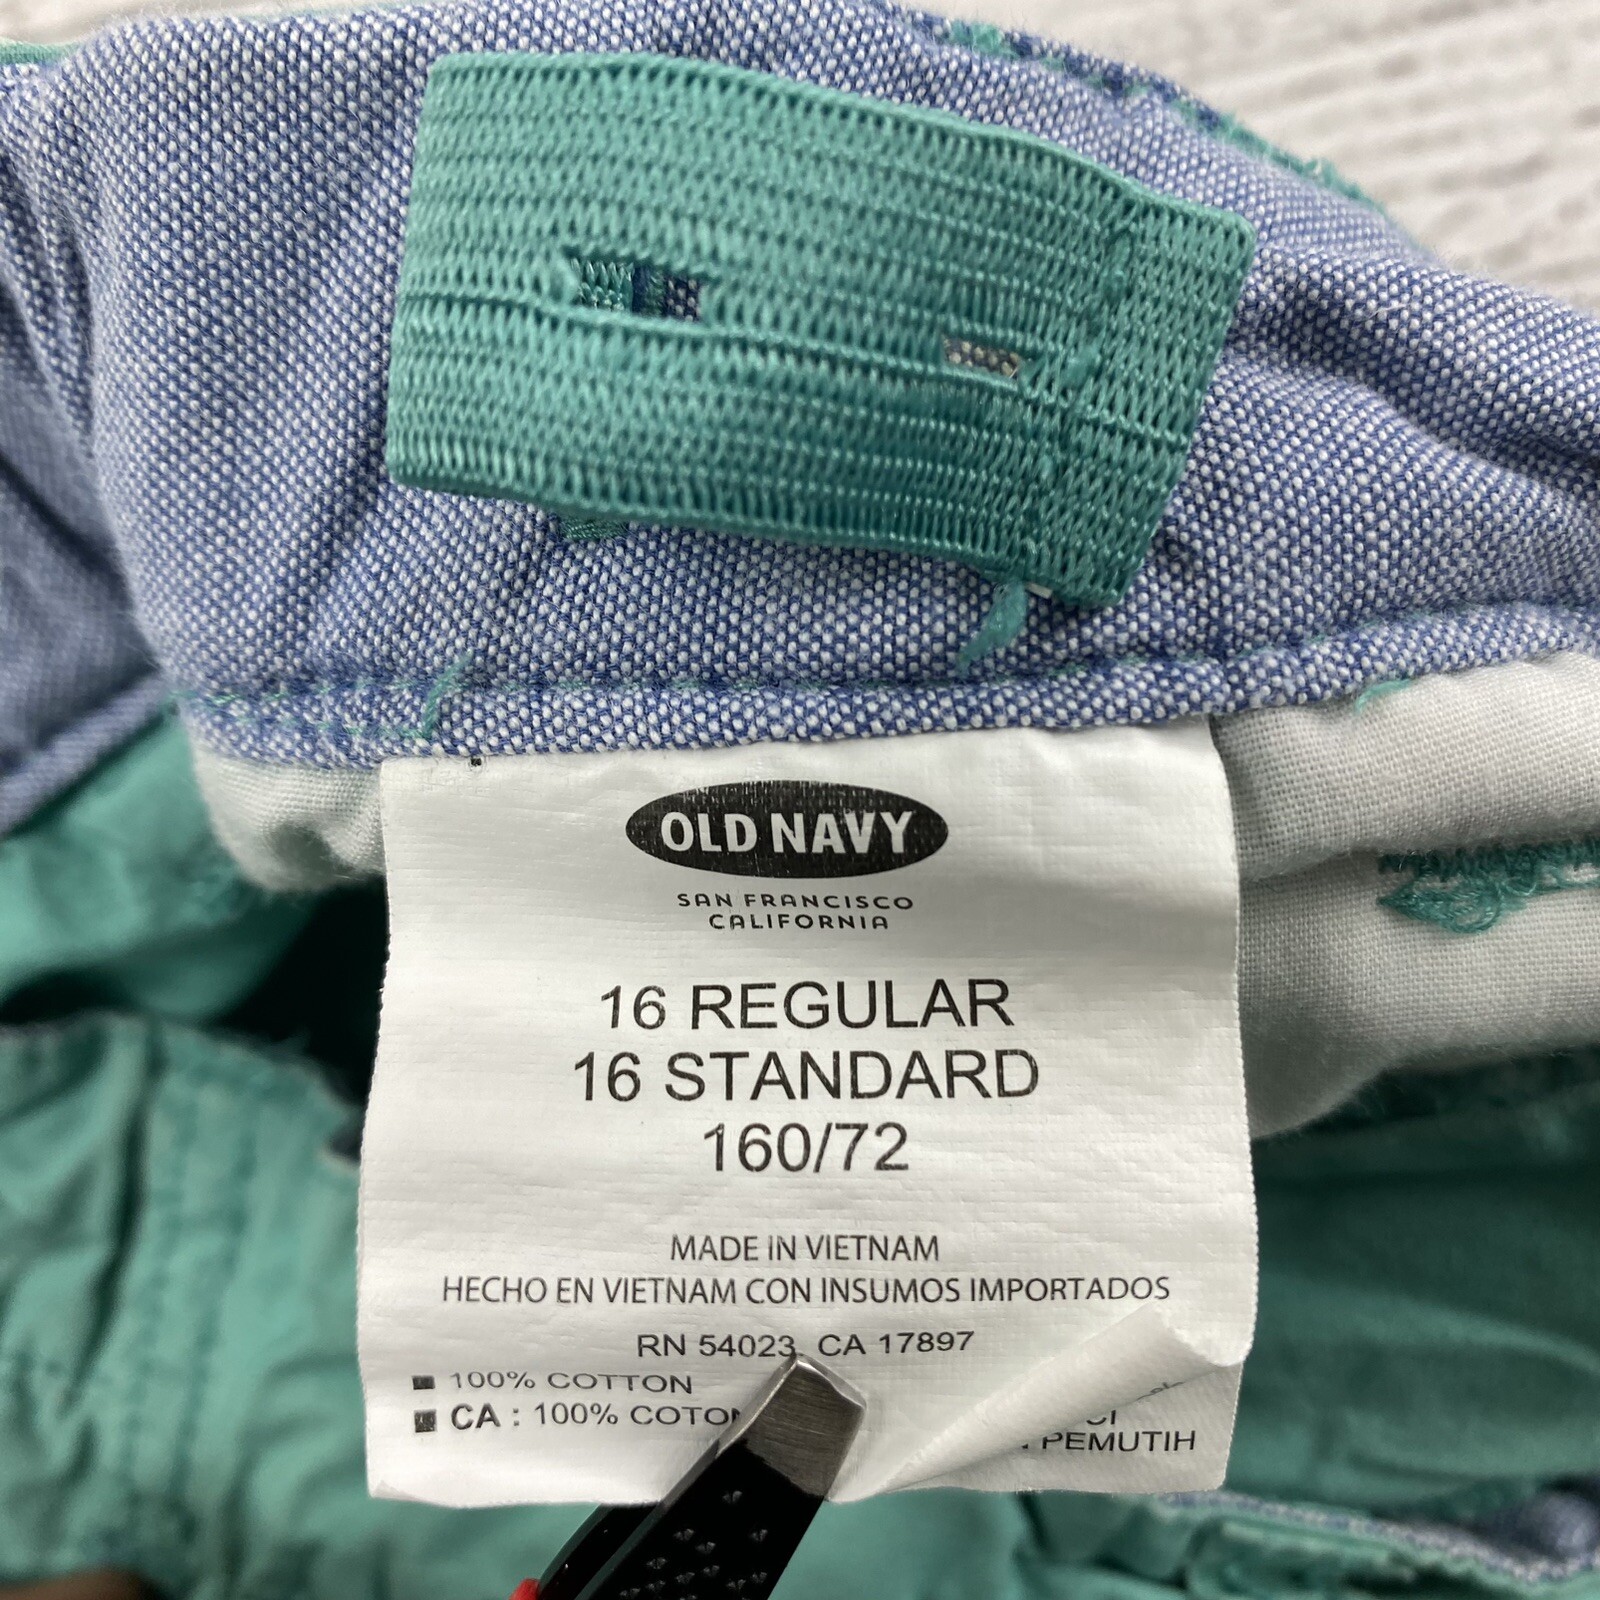 OLD NAVY
SAN FRANCISCO
CALIFORNIA
16 REGULAR
16 STANDARD
160/72
MADE IN VIETNAM
HECHO EN VIETNAM CON INSUMOS IMPORTADOS
RN 54023 CA 17897
100% COTTON
CA : 100% COTON
PEMUTIH